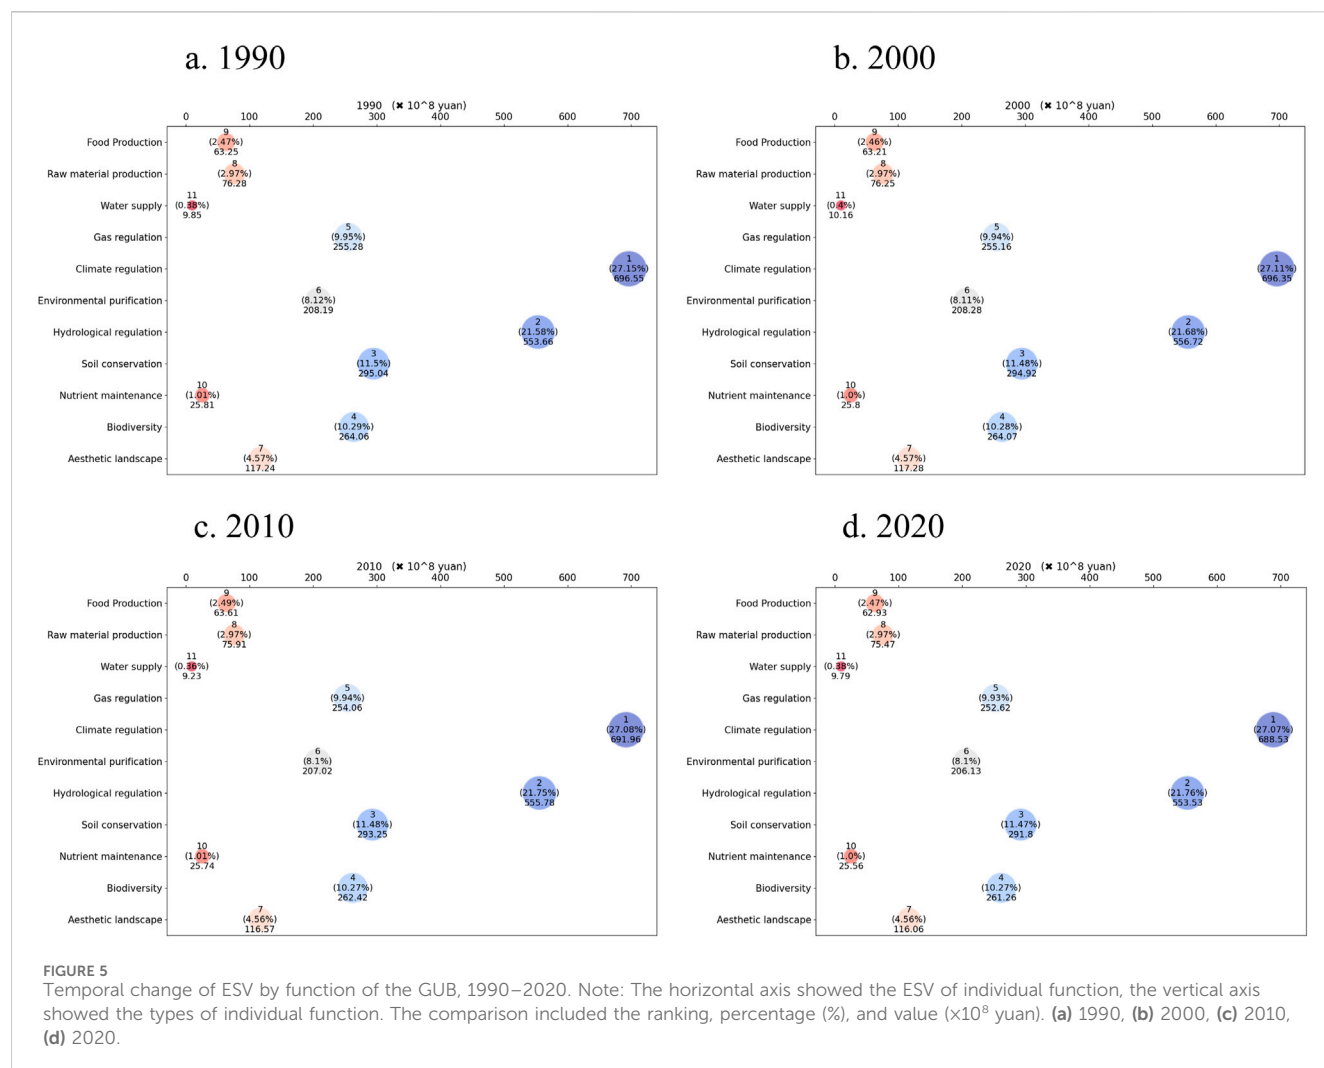 a. 1990
1990 (✖ 10^8 yuan)
0 100 200 300 400 500 600 700
Food Production
9
(2.47%)
63.25
Raw material production
8
(2.97%)
76.28
Water supply
11
(0.38%)
9.85
Gas regulation
5
(9.95%)
255.28
Climate regulation
1
(27.15%)
696.55
Environmental purification
6
(8.12%)
208.19
Hydrological regulation
2
(21.58%)
553.66
Soil conservation
3
(11.5%)
295.04
Nutrient maintenance
10
(1.01%)
25.81
Biodiversity
4
(10.29%)
264.06
Aesthetic landscape
7
(4.57%)
117.24
b. 2000
2000 (✖ 10^8 yuan)
0 100 200 300 400 500 600 700
Food Production
9
(2.46%)
63.21
Raw material production
8
(2.97%)
76.25
Water supply
11
(0.4%)
10.16
Gas regulation
5
(9.94%)
255.16
Climate regulation
1
(27.11%)
696.35
Environmental purification
6
(8.11%)
208.28
Hydrological regulation
2
(21.68%)
556.72
Soil conservation
3
(11.48%)
294.92
Nutrient maintenance
10
(1.0%)
25.8
Biodiversity
4
(10.28%)
264.07
Aesthetic landscape
7
(4.57%)
117.28
c. 2010
2010 (✖ 10^8 yuan)
0 100 200 300 400 500 600 700
Food Production
9
(2.49%)
63.61
Raw material production
8
(2.97%)
75.91
Water supply
11
(0.36%)
9.23
Gas regulation
5
(9.94%)
254.06
Climate regulation
1
(27.08%)
691.96
Environmental purification
6
(8.1%)
207.02
Hydrological regulation
2
(21.75%)
555.78
Soil conservation
3
(11.48%)
293.25
Nutrient maintenance
10
(1.01%)
25.74
Biodiversity
4
(10.27%)
262.42
Aesthetic landscape
7
(4.56%)
116.57
d. 2020
2020 (✖ 10^8 yuan)
0 100 200 300 400 500 600 700
Food Production
9
(2.47%)
62.93
Raw material production
8
(2.97%)
75.47
Water supply
11
(0.38%)
9.79
Gas regulation
5
(9.93%)
252.62
Climate regulation
1
(27.07%)
688.53
Environmental purification
6
(8.1%)
206.13
Hydrological regulation
2
(21.76%)
553.53
Soil conservation
3
(11.47%)
291.8
Nutrient maintenance
10
(1.0%)
25.56
Biodiversity
4
(10.27%)
261.26
Aesthetic landscape
7
(4.56%)
116.06
FIGURE 5
Temporal change of ESV by function of the GUB, 1990–2020. Note: The horizontal axis showed the ESV of individual function, the vertical axis
showed the types of individual function. The comparison included the ranking, percentage (%), and value (×10⁸ yuan). (a) 1990, (b) 2000, (c) 2010,
(d) 2020.